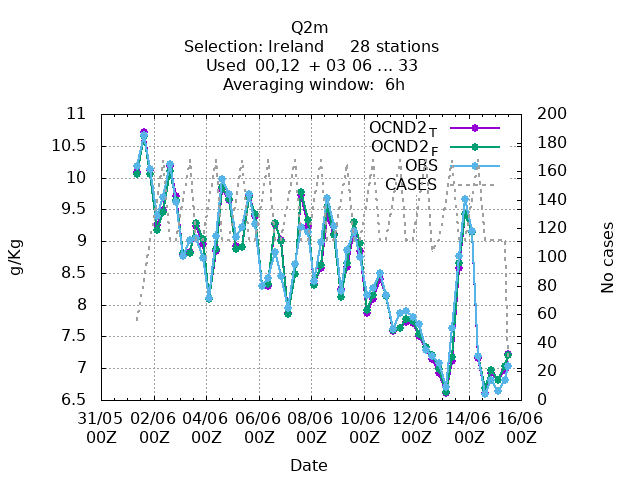 Q2m
Selection: Ireland     28 stations
Used  00,12  + 03 06 ... 33
Averaging window:  6h
11
10.5
10
9.5
9
8.5
8
7.5
7
6.5
g/Kg
OCND2_T
OCND2_F
OBS
CASES
200
180
160
140
120
100
80
60
40
20
0
No cases
31/05 02/06 04/06 06/06 08/06 10/06 12/06 14/06 16/06
00Z 00Z 00Z 00Z 00Z 00Z 00Z 00Z 00Z
Date